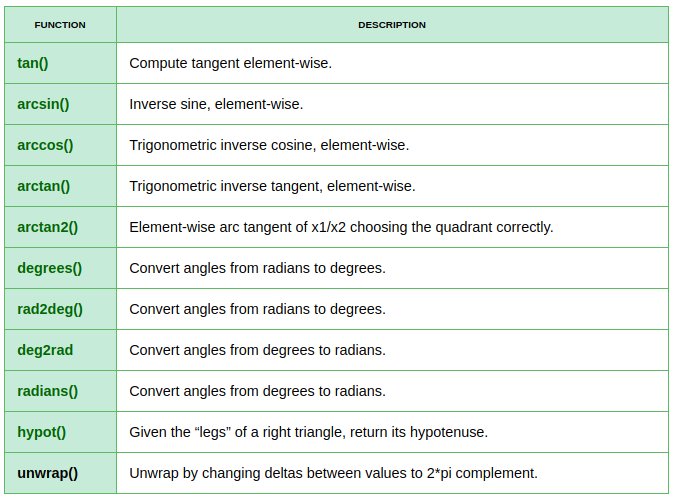 FUNCTION DESCRIPTION
tan() Compute tangent element-wise.
arcsin() Inverse sine, element-wise.
arccos() Trigonometric inverse cosine, element-wise.
arctan() Trigonometric inverse tangent, element-wise.
arctan2() Element-wise arc tangent of x1/x2 choosing the quadrant correctly.
degrees() Convert angles from radians to degrees.
rad2deg() Convert angles from radians to degrees.
deg2rad Convert angles from degrees to radians.
radians() Convert angles from degrees to radians.
hypot() Given the “legs” of a right triangle, return its hypotenuse.
unwrap() Unwrap by changing deltas between values to 2*pi complement.